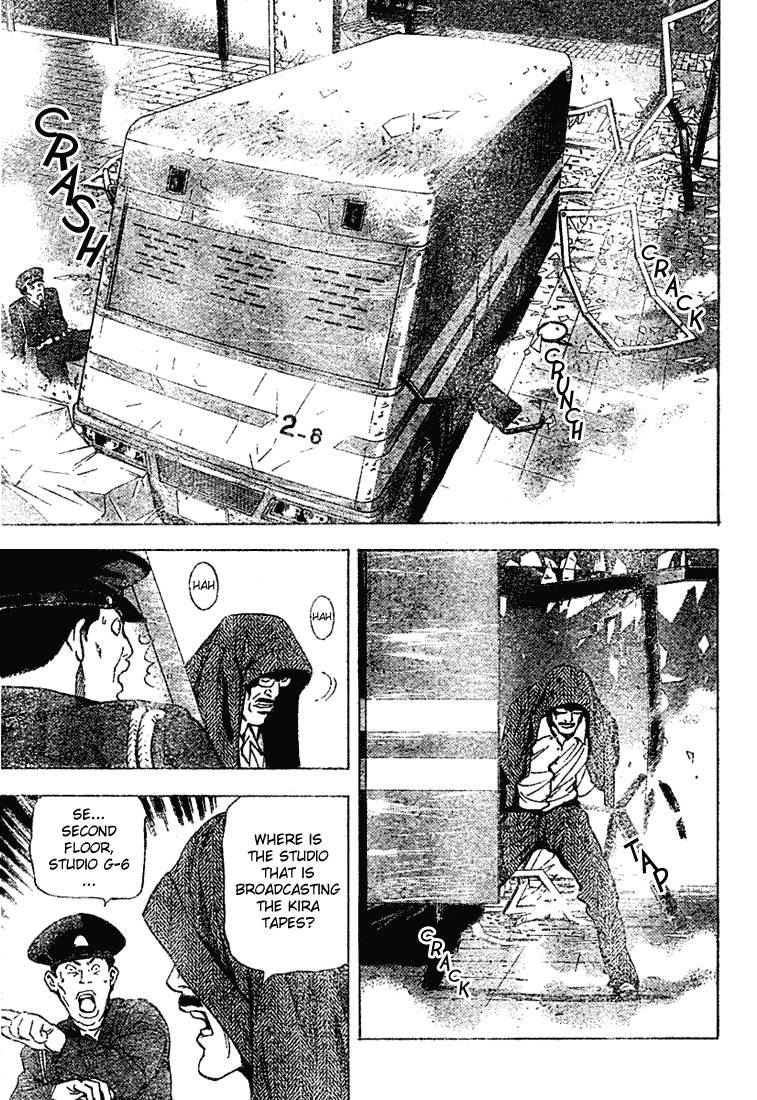 CRASH
CRACK
CRUNCH
2-8
TAP
CRACK
HAH
HAH
WHERE IS
THE STUDIO
THAT IS
BROADCASTING
THE KIRA
TAPES?
SE...
SECOND
FLOOR,
STUDIO G-6
...